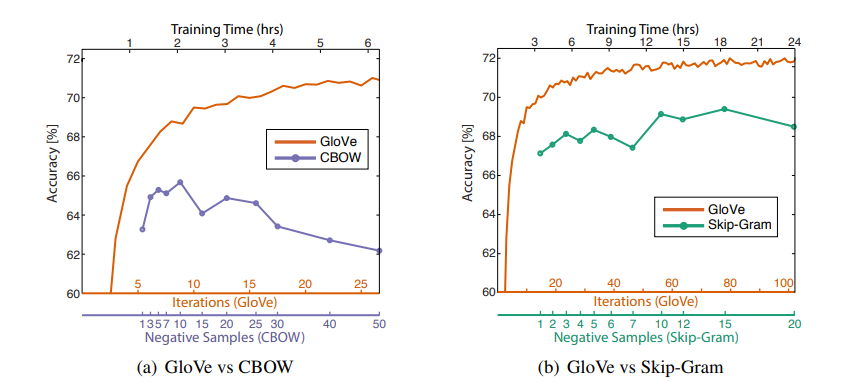 Training Time (hrs)
1 2 3 4 5 6
72
70
68
66
64
62
60
Accuracy [%]
GloVe
CBOW
5 10 15 20 25
Iterations (GloVe)
1 3 5 7 10 15 20 25 30 40 50
Negative Samples (CBOW)
(a) GloVe vs CBOW
Training Time (hrs)
3 6 9 12 15 18 21 24
72
70
68
66
64
62
60
Accuracy [%]
GloVe
Skip-Gram
20 40 60 80 100
Iterations (GloVe)
1 2 3 4 5 6 7 10 12 15 20
Negative Samples (Skip-Gram)
(b) GloVe vs Skip-Gram